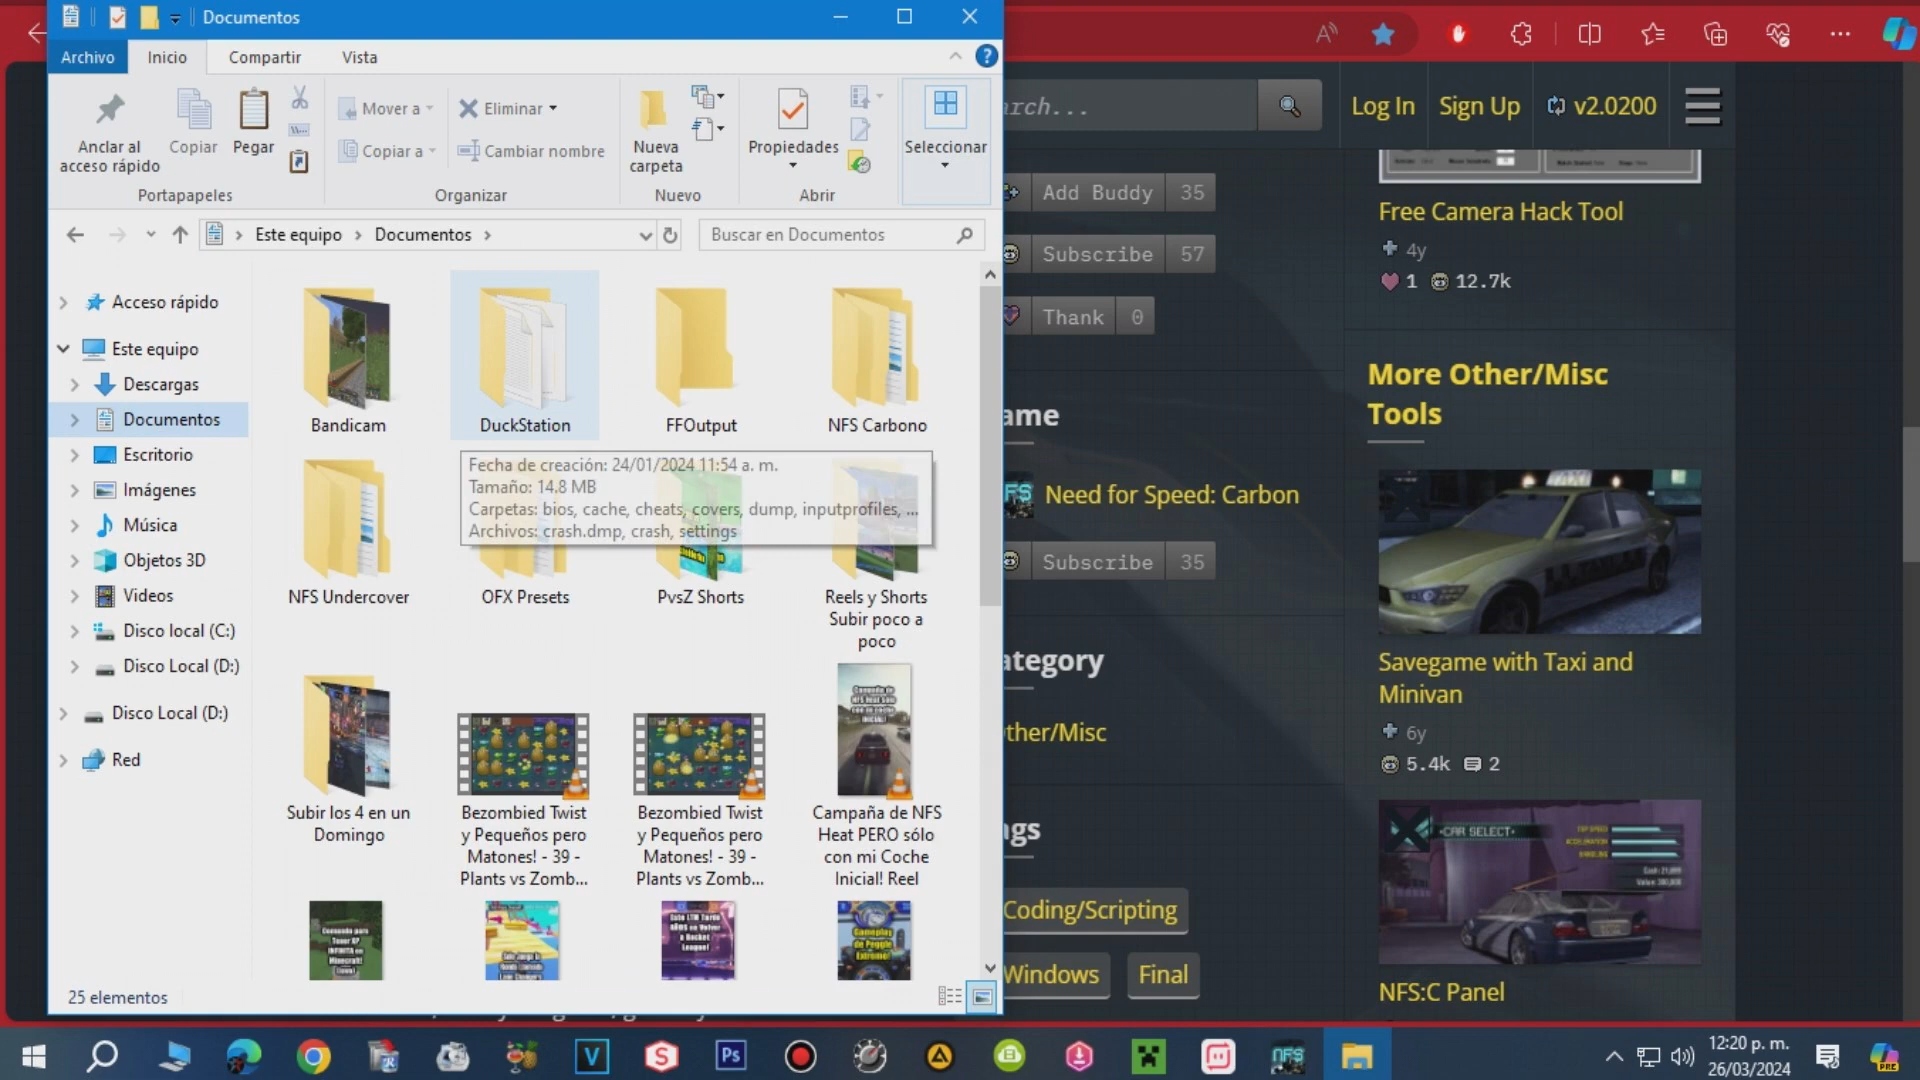 Documentos
Archivo
Inicio
Compartir
Vista
Anclar al
acceso rápido
Copiar
Pegar
Portapapeles
Mover a
Copiar a
Eliminar
Cambiar nombre
Organizar
Nueva
carpeta
Nuevo
Propiedades
Abrir
Seleccionar
Este equipo
Documentos
Buscar en Documentos
Acceso rápido
Este equipo
Descargas
Documentos
Escritorio
Imágenes
Música
Objetos 3D
Videos
Disco local (C:)
Disco Local (D:)
Disco Local (D:)
Red
Bandicam
DuckStation
FFOutput
NFS Carbono
Fecha de creación: 24/01/2024 11:54 a. m.
Tamaño: 14.8 MB
Carpetas: bios, cache, cheats, covers, dump, inputprofiles, ...
Archivos: crash.dmp, crash, settings
NFS Undercover
OFX Presets
PvsZ Shorts
Reels y Shorts
Subir poco a
poco
Subir los 4 en un
Domingo
Bezombied Twist
y Pequeños pero
Matones! - 39 -
Plants vs Zomb...
Bezombied Twist
y Pequeños pero
Matones! - 39 -
Plants vs Zomb...
Campaña de NFS
Heat PERO sólo
con mi Coche
Inicial! Reel
25 elementos
arch...
Log In
Sign Up
v2.0200
Add Buddy 35
Subscribe 57
Thank 0
ame
Need for Speed: Carbon
Subscribe 35
ategory
ther/Misc
ags
Coding/Scripting
Windows
Final
Free Camera Hack Tool
4y
1 12.7k
More Other/Misc
Tools
Savegame with Taxi and
Minivan
6y
5.4k 2
CAR SELECT
NFS:C Panel
12:20 p. m.
26/03/2024